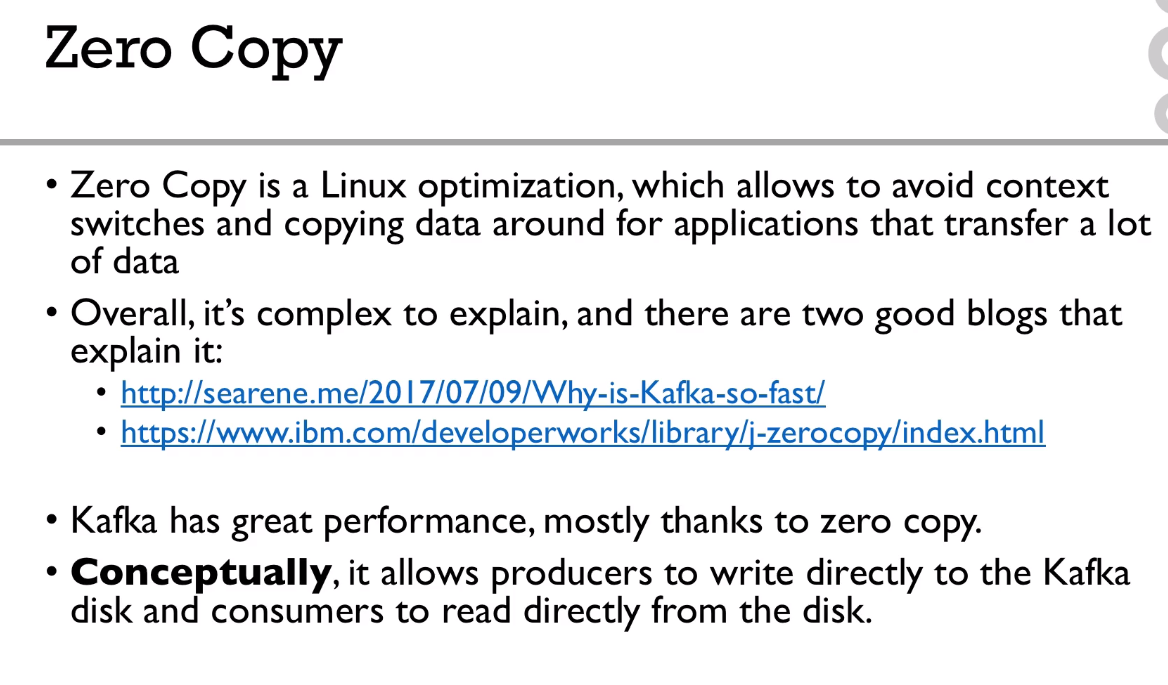 Zero Copy
• Zero Copy is a Linux optimization, which allows to avoid context
switches and copying data around for applications that transfer a lot
of data
• Overall, it's complex to explain, and there are two good blogs that
explain it:
• http://searene.me/2017/07/09/Why-is-Kafka-so-fast/
• https://www.ibm.com/developerworks/library/j-zerocopy/index.html
• Kafka has great performance, mostly thanks to zero copy.
• Conceptually, it allows producers to write directly to the Kafka
disk and consumers to read directly from the disk.